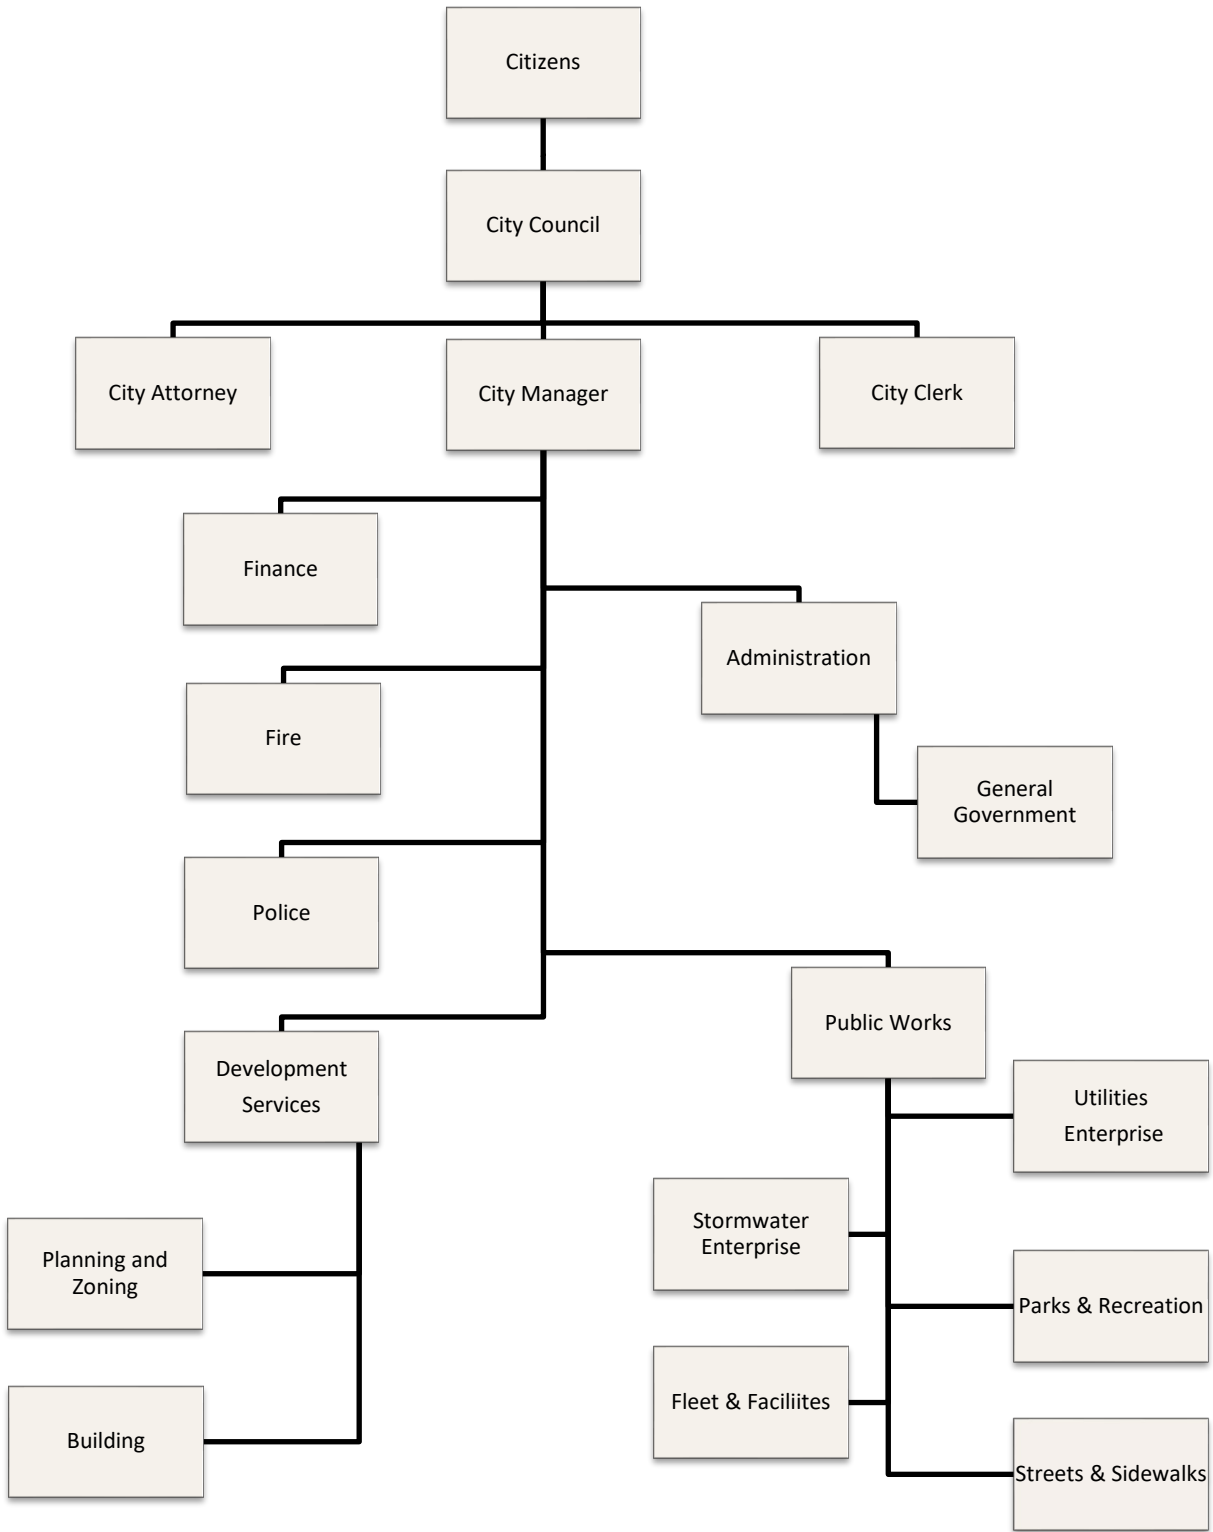 Citizens
City Council
City Attorney
City Manager
City Clerk
Finance
Administration
Fire
General
Government
Police
Public Works
Development
Services
Utilities
Enterprise
Stormwater
Enterprise
Planning and
Zoning
Parks & Recreation
Fleet & Faciliites
Building
Streets & Sidewalks